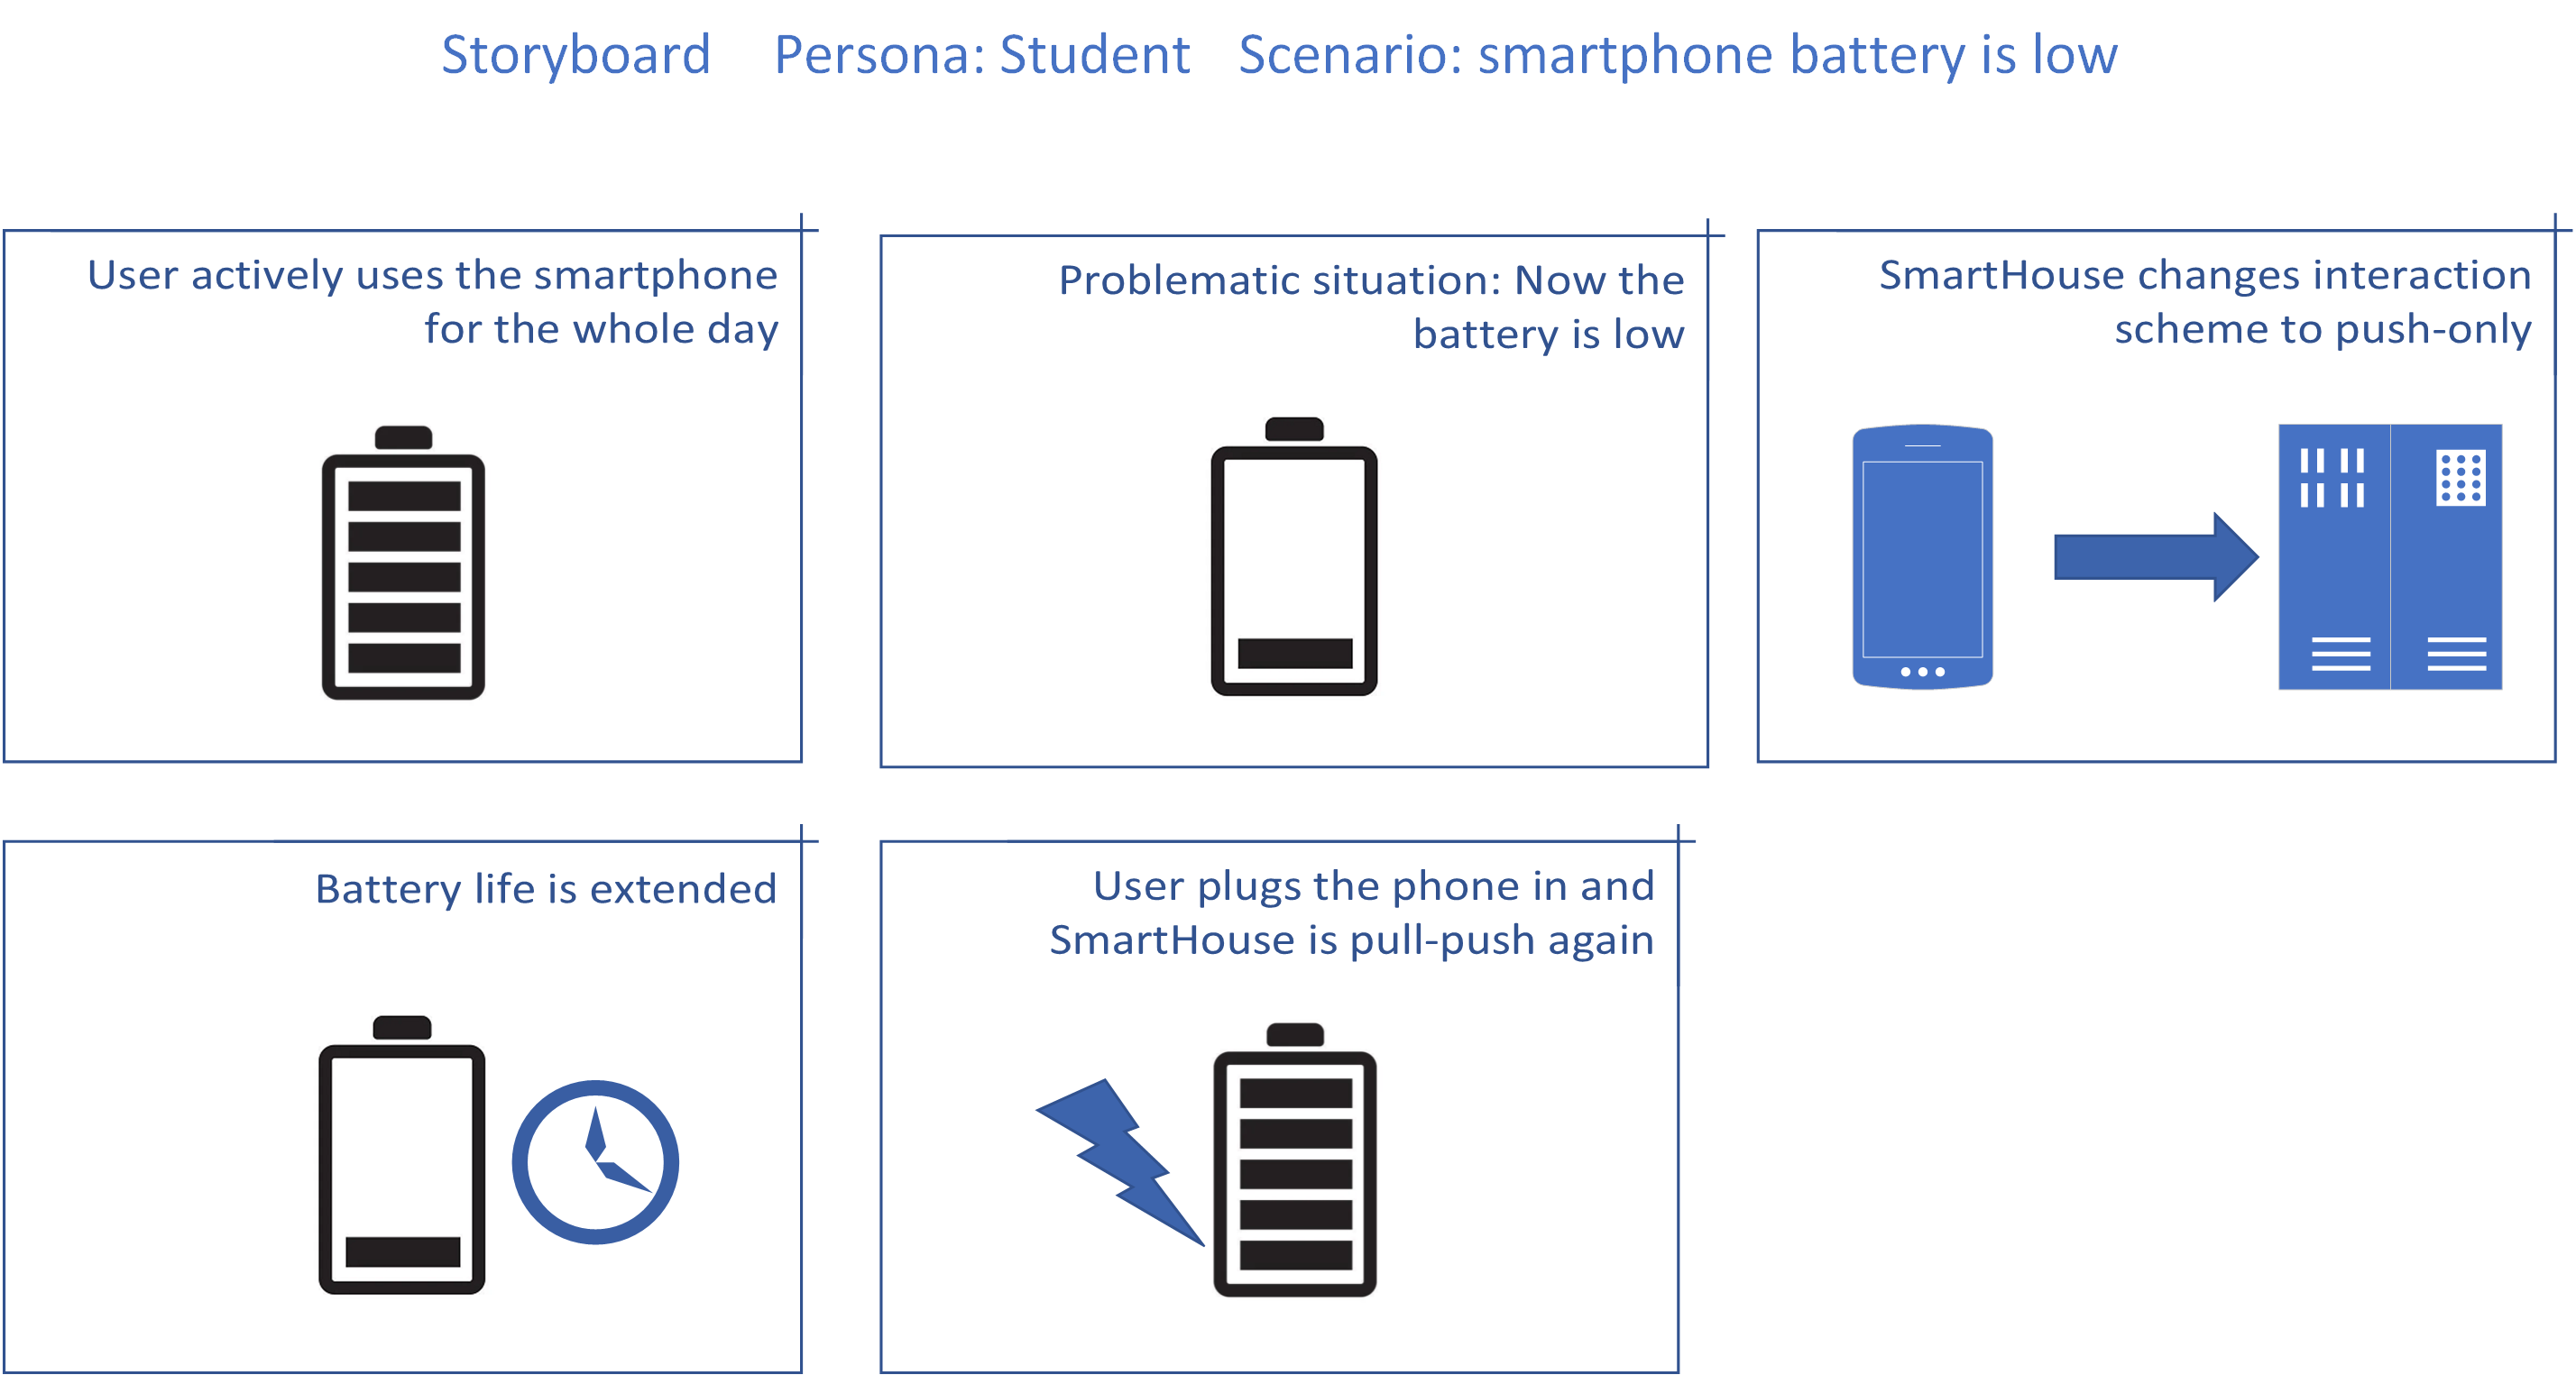 Storyboard Persona: Student Scenario: smartphone battery is low
User actively uses the smartphone
for the whole day
Problematic situation: Now the
battery is low
SmartHouse changes interaction
scheme to push-only
Battery life is extended
User plugs the phone in and
SmartHouse is pull-push again